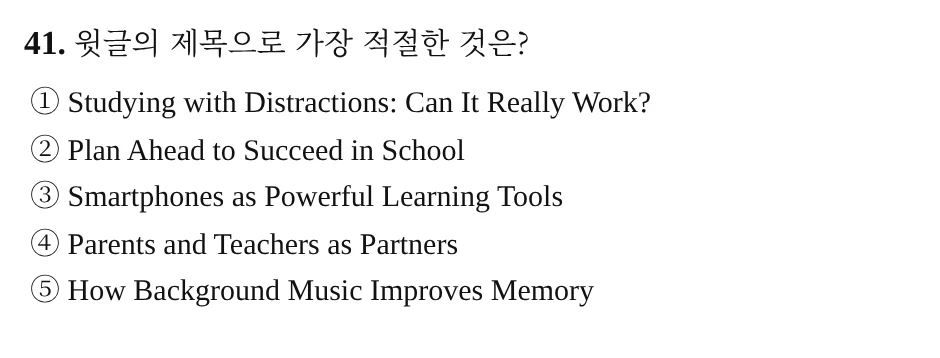 41. 윗글의 제목으로 가장 적절한 것은?
① Studying with Distractions: Can It Really Work?
② Plan Ahead to Succeed in School
③ Smartphones as Powerful Learning Tools
④ Parents and Teachers as Partners
⑤ How Background Music Improves Memory